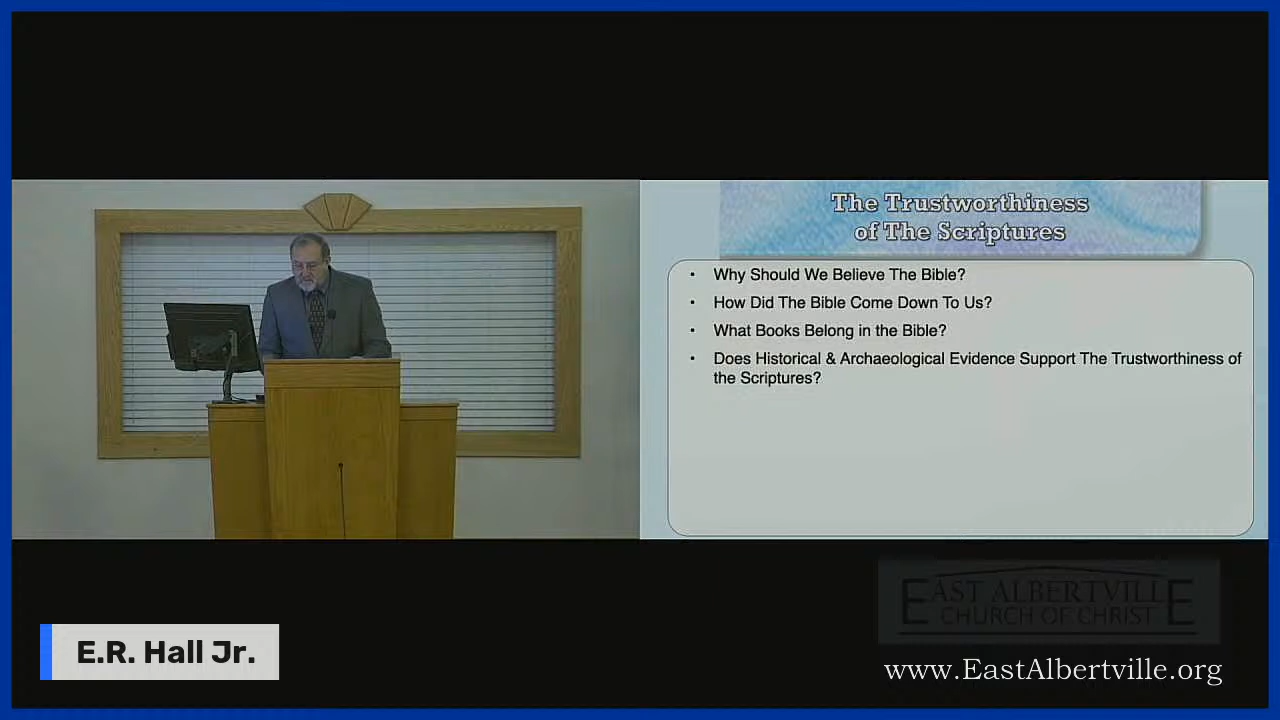 The Trustworthiness
of The Scriptures
• Why Should We Believe The Bible?
• How Did The Bible Come Down To Us?
• What Books Belong in the Bible?
• Does Historical & Archaeological Evidence Support The Trustworthiness of
the Scriptures?
EAST ALBERTVILLE
CHURCH OF CHRIST
E.R. Hall Jr.
www.EastAlbertville.org